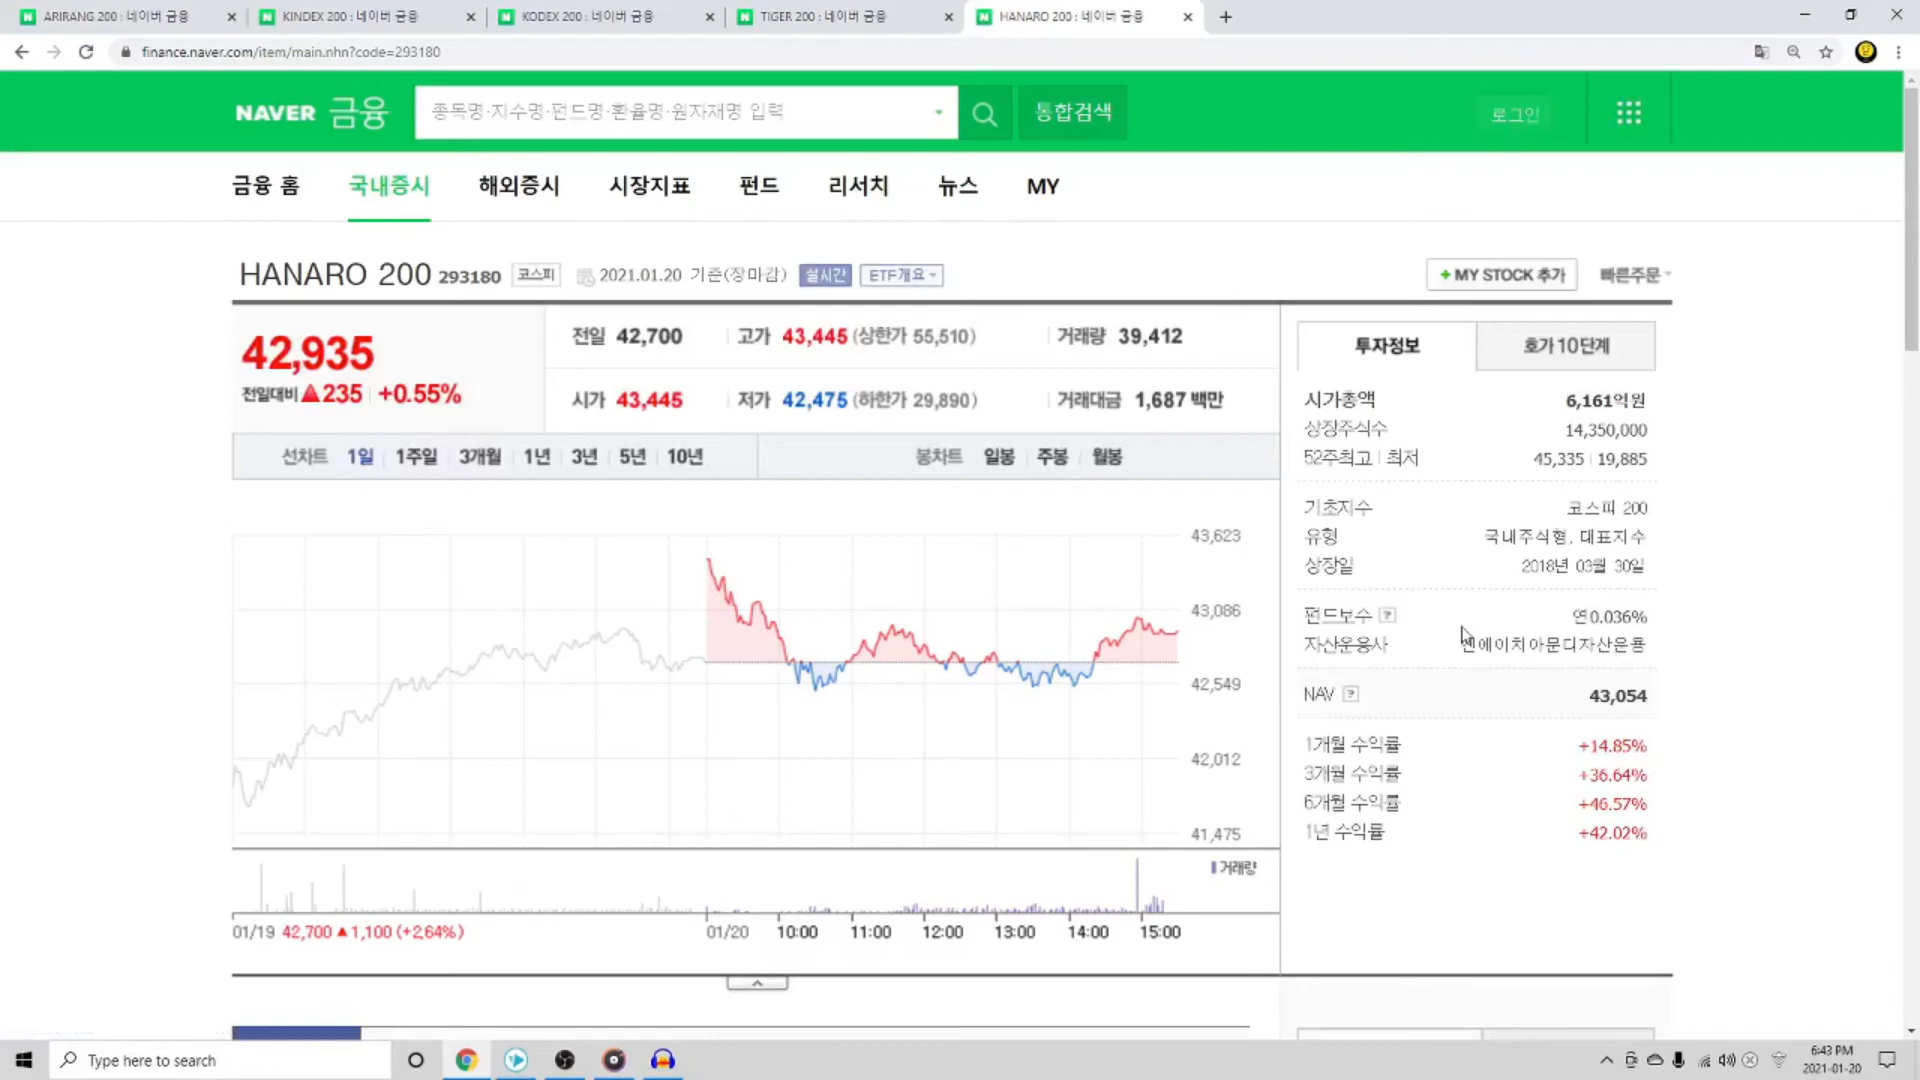 ARIRANG 200 : 네이버 금융
KINDEX 200 : 네이버 금융
KODEX 200 : 네이버 금융
TIGER 200 : 네이버 금융
HANARO 200 : 네이버 금융
finance.naver.com/item/main.nhn?code=293180
NAVER 금융
종목명·지수명·펀드명·환율명·원자재명 입력
통합검색
로그인
금융 홈 국내증시 해외증시 시장지표 펀드 리서치 뉴스 MY
HANARO 200 293180 코스피 2021.01.20 기준(장마감) 실시간 ETF개요
+ MY STOCK 추가 빠른주문
42,935
전일대비 ▲235 +0.55%
전일 42,700 고가 43,445 (상한가 55,510) 거래량 39,412
시가 43,445 저가 42,475 (하한가 29,890) 거래대금 1,687 백만
선차트 1일 1주일 3개월 1년 3년 5년 10년 봉차트 일봉 주봉 월봉
43,623
43,086
42,549
42,012
41,475
거래량
01/19 42,700 ▲1,100 (+2.64%)
01/20 10:00 11:00 12:00 13:00 14:00 15:00
투자정보 호가 10단계
시가총액 6,161억원
상장주식수 14,350,000
52주최고 | 최저 45,335 | 19,885
기초지수 코스피 200
유형 국내주식형, 대표지수
상장일 2018년 03월 30일
펀드보수 ? 연0.036%
자산운용사 엔에이치아문디자산운용
NAV ? 43,054
1개월 수익률 +14.85%
3개월 수익률 +36.64%
6개월 수익률 +46.57%
1년 수익률 +42.02%
Type here to search
6:43 PM
2021-01-20